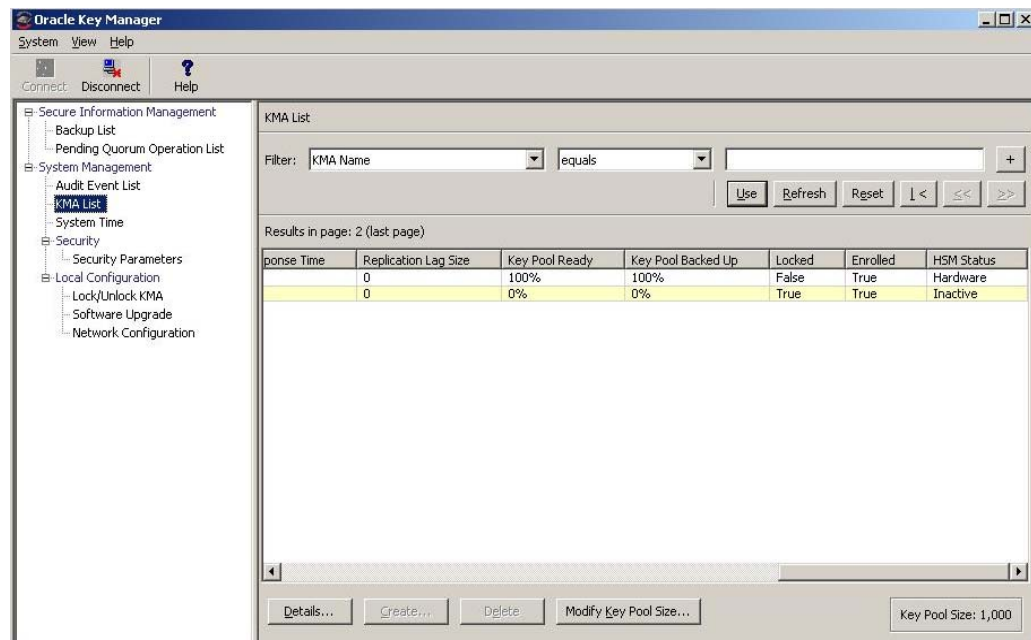 Oracle Key Manager
System View Help
Connect Disconnect Help
Secure Information Management
Backup List
Pending Quorum Operation List
System Management
Audit Event List
KMA List
System Time
Security
Security Parameters
Local Configuration
Lock/Unlock KMA
Software Upgrade
Network Configuration
KMA List
Filter: KMA Name equals +
Use Refresh Reset |< << >>
Results in page: 2 (last page)
ponse Time Replication Lag Size Key Pool Ready Key Pool Backed Up Locked Enrolled HSM Status
0 100% 100% False True Hardware
0 0% 0% True True Inactive
Details... Create... Delete Modify Key Pool Size... Key Pool Size: 1,000